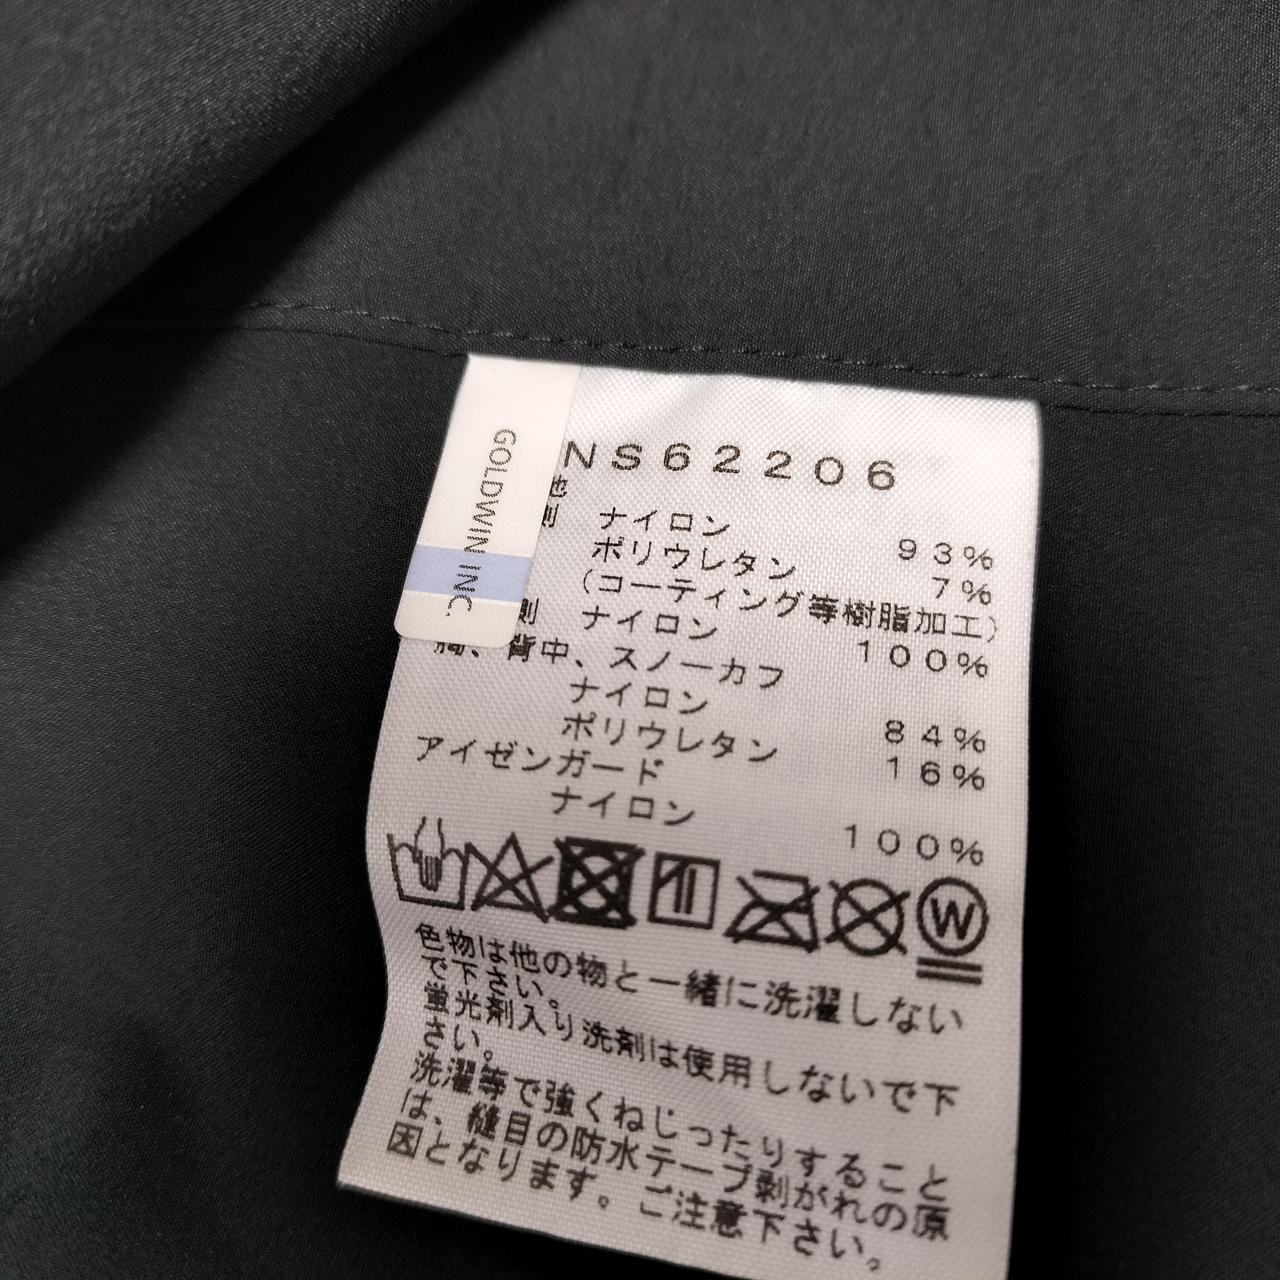 GOLDWIN INC.
NS62206
ナイロン 93%
ポリウレタン 7%
(コーティング等樹脂加工)
側 ナイロン 100%
胸、背中、スノーカフ
ナイロン 84%
ポリウレタン 16%
アイゼンガード
ナイロン 100%
W
色物は他の物と一緒に洗濯しない
で下さい。
蛍光剤入り洗剤は使用しないで下
さい。
洗濯等で強くねじったりすること
は、縫目の防水テープ剥がれの原
因となります。ご注意下さい。